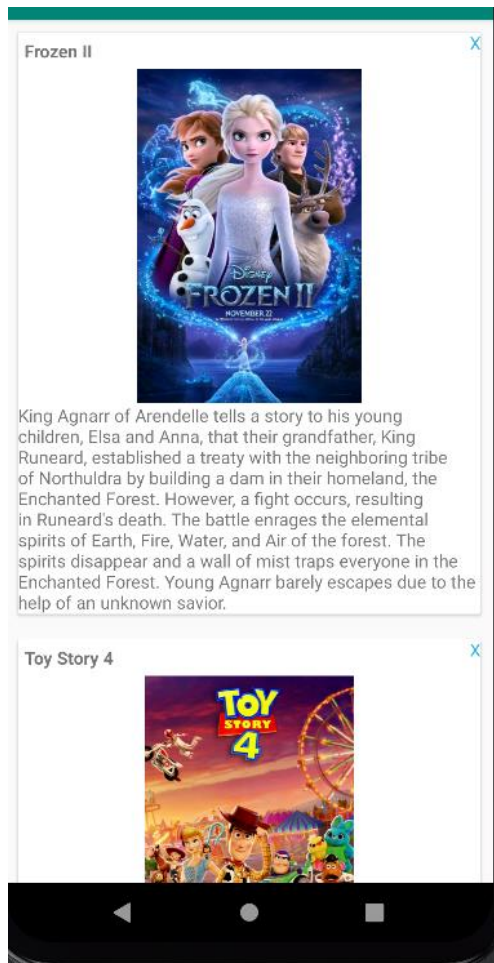 X
Frozen II
Disney
FROZEN II
NOVEMBER 22
King Agnarr of Arendelle tells a story to his young
children, Elsa and Anna, that their grandfather, King
Runeard, established a treaty with the neighboring tribe
of Northuldra by building a dam in their homeland, the
Enchanted Forest. However, a fight occurs, resulting
in Runeard's death. The battle enrages the elemental
spirits of Earth, Fire, Water, and Air of the forest. The
spirits disappear and a wall of mist traps everyone in the
Enchanted Forest. Young Agnarr barely escapes due to the
help of an unknown savior.
X
Toy Story 4
TOY
STORY
4